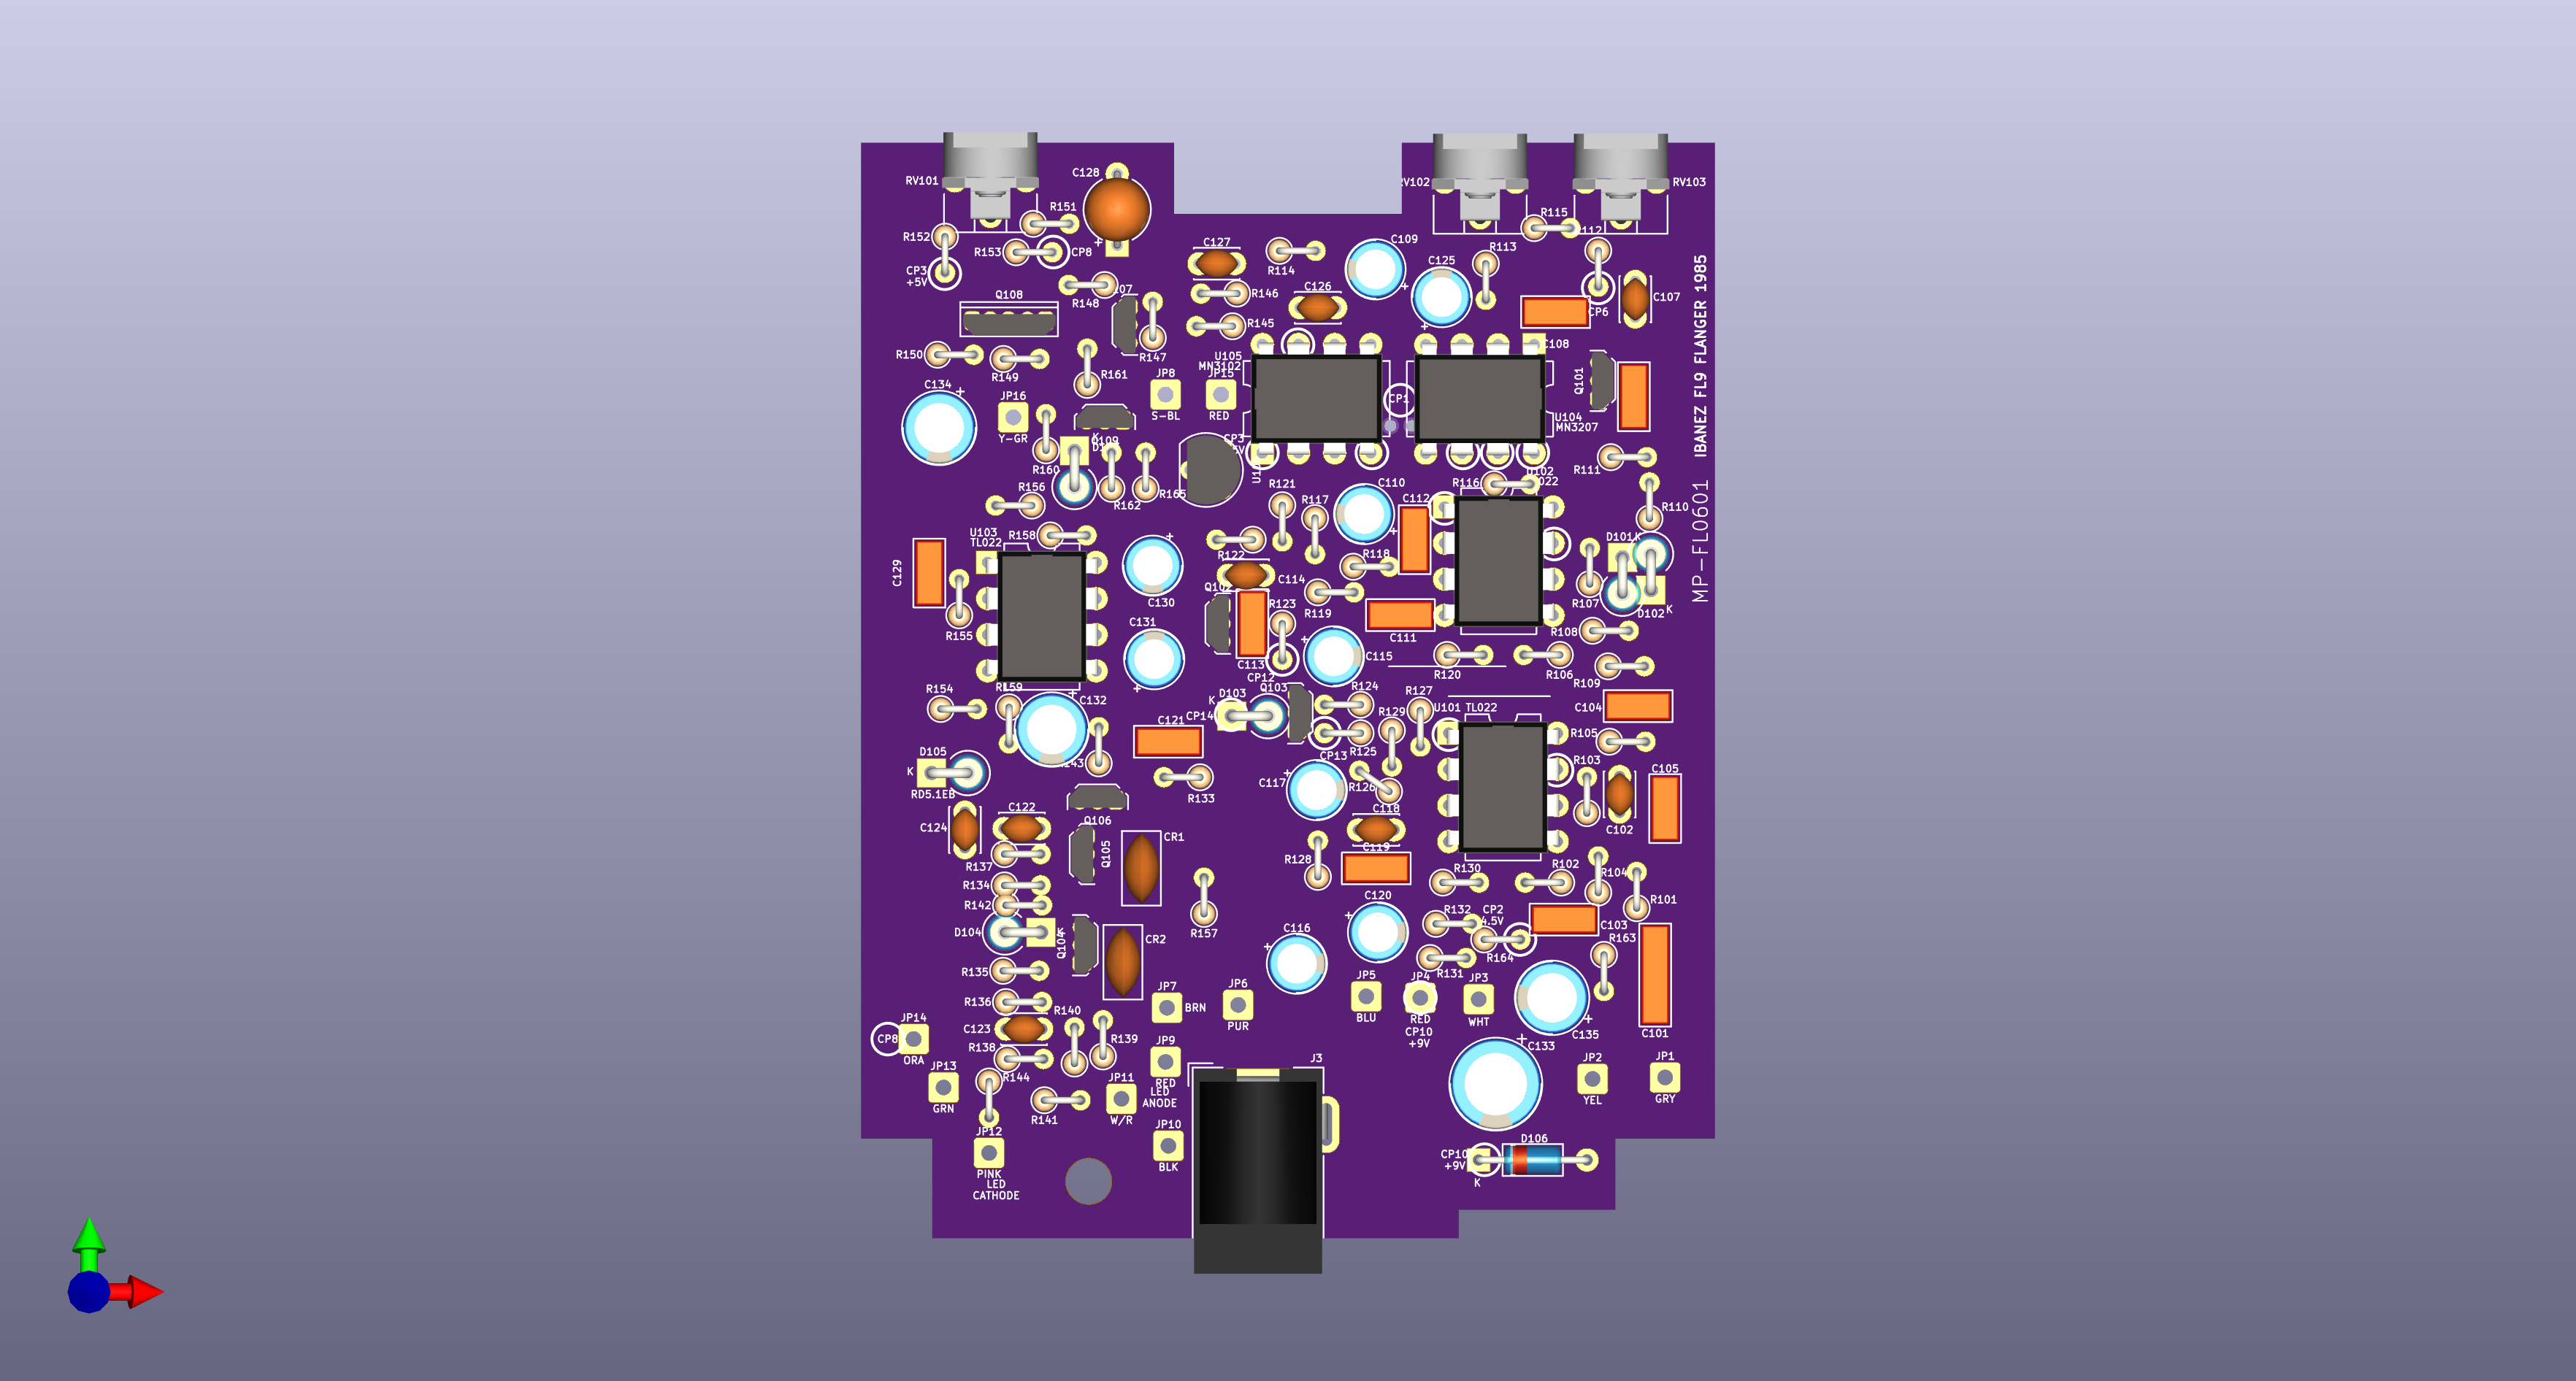 RV101
C128
RV103
R151
R115
R152
R153
CP8
C127
C109
R113
CP3
+5V
R114
C125
R148
R146
C126
C107
Q108
CP6
R145
R150
R149
R147
U105
MN3102
C108
R161
JP8
JP15
Q101
C134
JP16
S-BL
RED
CP1
U104
MN3207
Y-GR
Q109
CP3
R160
R111
R156
R162
R165
R121
R117
C110
C112
R116
U102
R110
U103
TL022
R158
R122
R118
D101
K
C129
C130
C114
Q102
R123
R119
R107
D102
K
R155
C131
C113
C111
R108
C115
R120
R106
R109
CP12
R154
R159
C132
K
D103
Q103
CP14
R124
R127
C104
C121
R129
U101 TL022
R105
D105
K
RD5.1EB
R133
R125
CP13
C117
R126
R103
C105
C124
C122
C118
C102
Q106
CR1
R137
Q105
C119
R128
R134
R130
R102
R104
R142
C120
R101
D104
Q104
CR2
R157
C116
R132
CP2
4.5V
C103
R163
R135
R131
R164
JP5
JP4
JP3
R136
JP7
BRN
JP6
PUR
BLU
RED
WHT
CP10
+9V
C135
C101
JP14
CP8
ORA
C123
R140
R138
R139
C133
J3
JP9
RED
JP2
JP1
JP13
R144
JP11
LED
ANODE
YEL
GRY
GRN
R141
W/R
JP12
JP10
BLK
PINK
LED
CATHODE
D106
CP10
+9V
K
IBANEZ FL9 FLANGER 1985
MP-FL0601